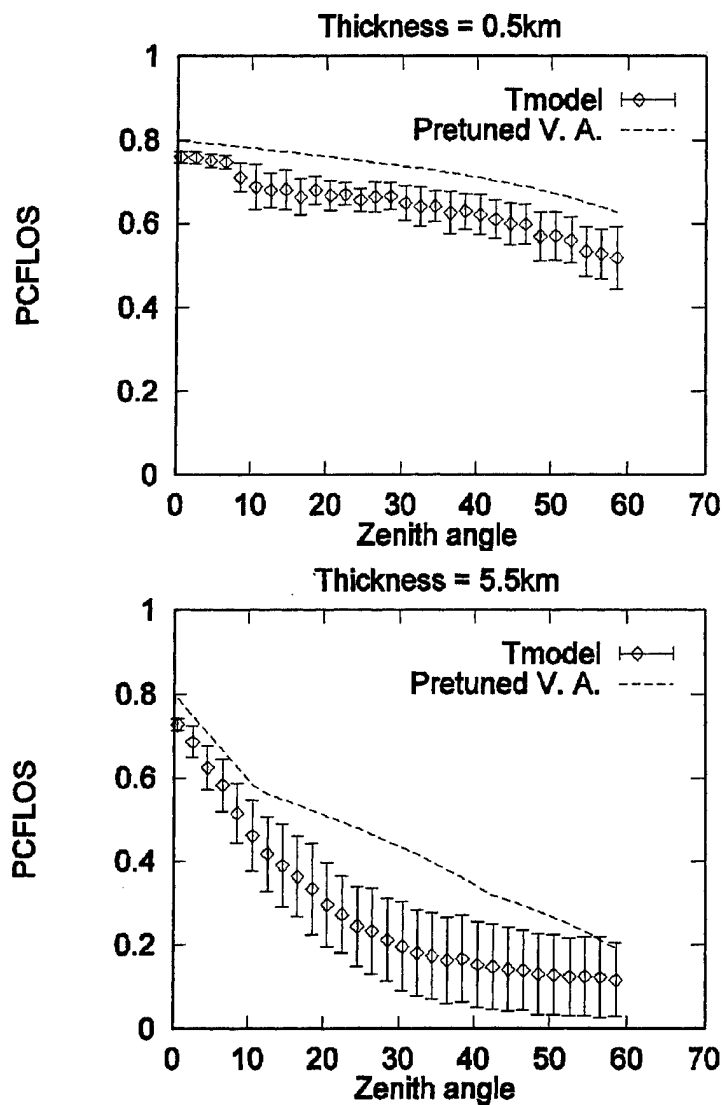 Thickness = 0.5km
1
0.8
0.6
0.4
0.2
0
PCFLOS
Tmodel
Pretuned V. A.
0 10 20 30 40 50 60 70
Zenith angle
Thickness = 5.5km
1
0.8
0.6
0.4
0.2
0
PCFLOS
Tmodel
Pretuned V. A.
0 10 20 30 40 50 60 70
Zenith angle